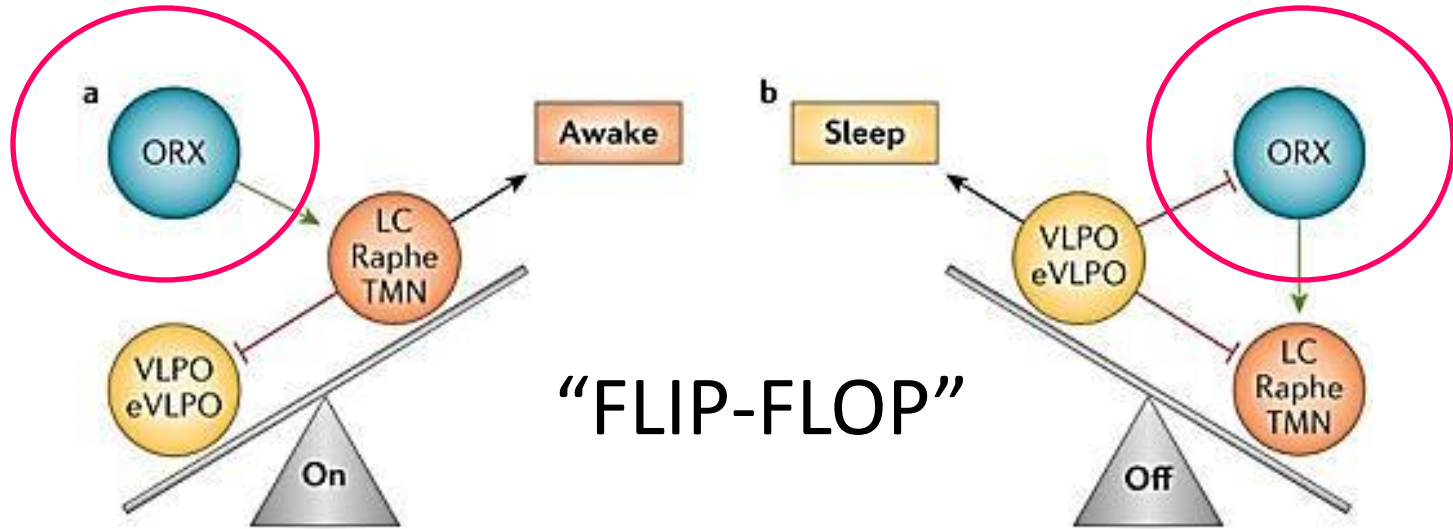 a
ORX
Awake
LC
Raphe
TMN
VLPO
eVLPO
On
“FLIP-FLOP”
b
Sleep
ORX
VLPO
eVLPO
LC
Raphe
TMN
Off